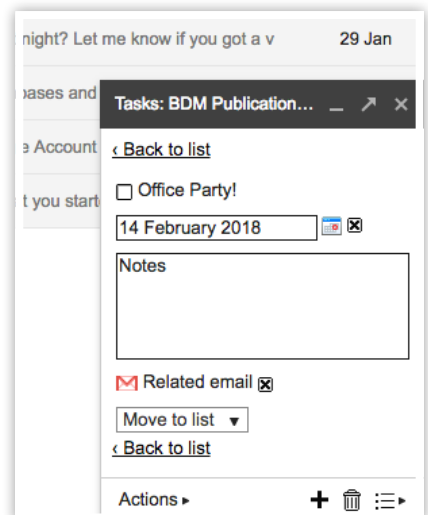 night? Let me know if you got a v 29 Jan
bases and
e Account
t you start
Tasks: BDM Publication...
‹ Back to list
Office Party!
14 February 2018
Notes
Related email
Move to list
‹ Back to list
Actions